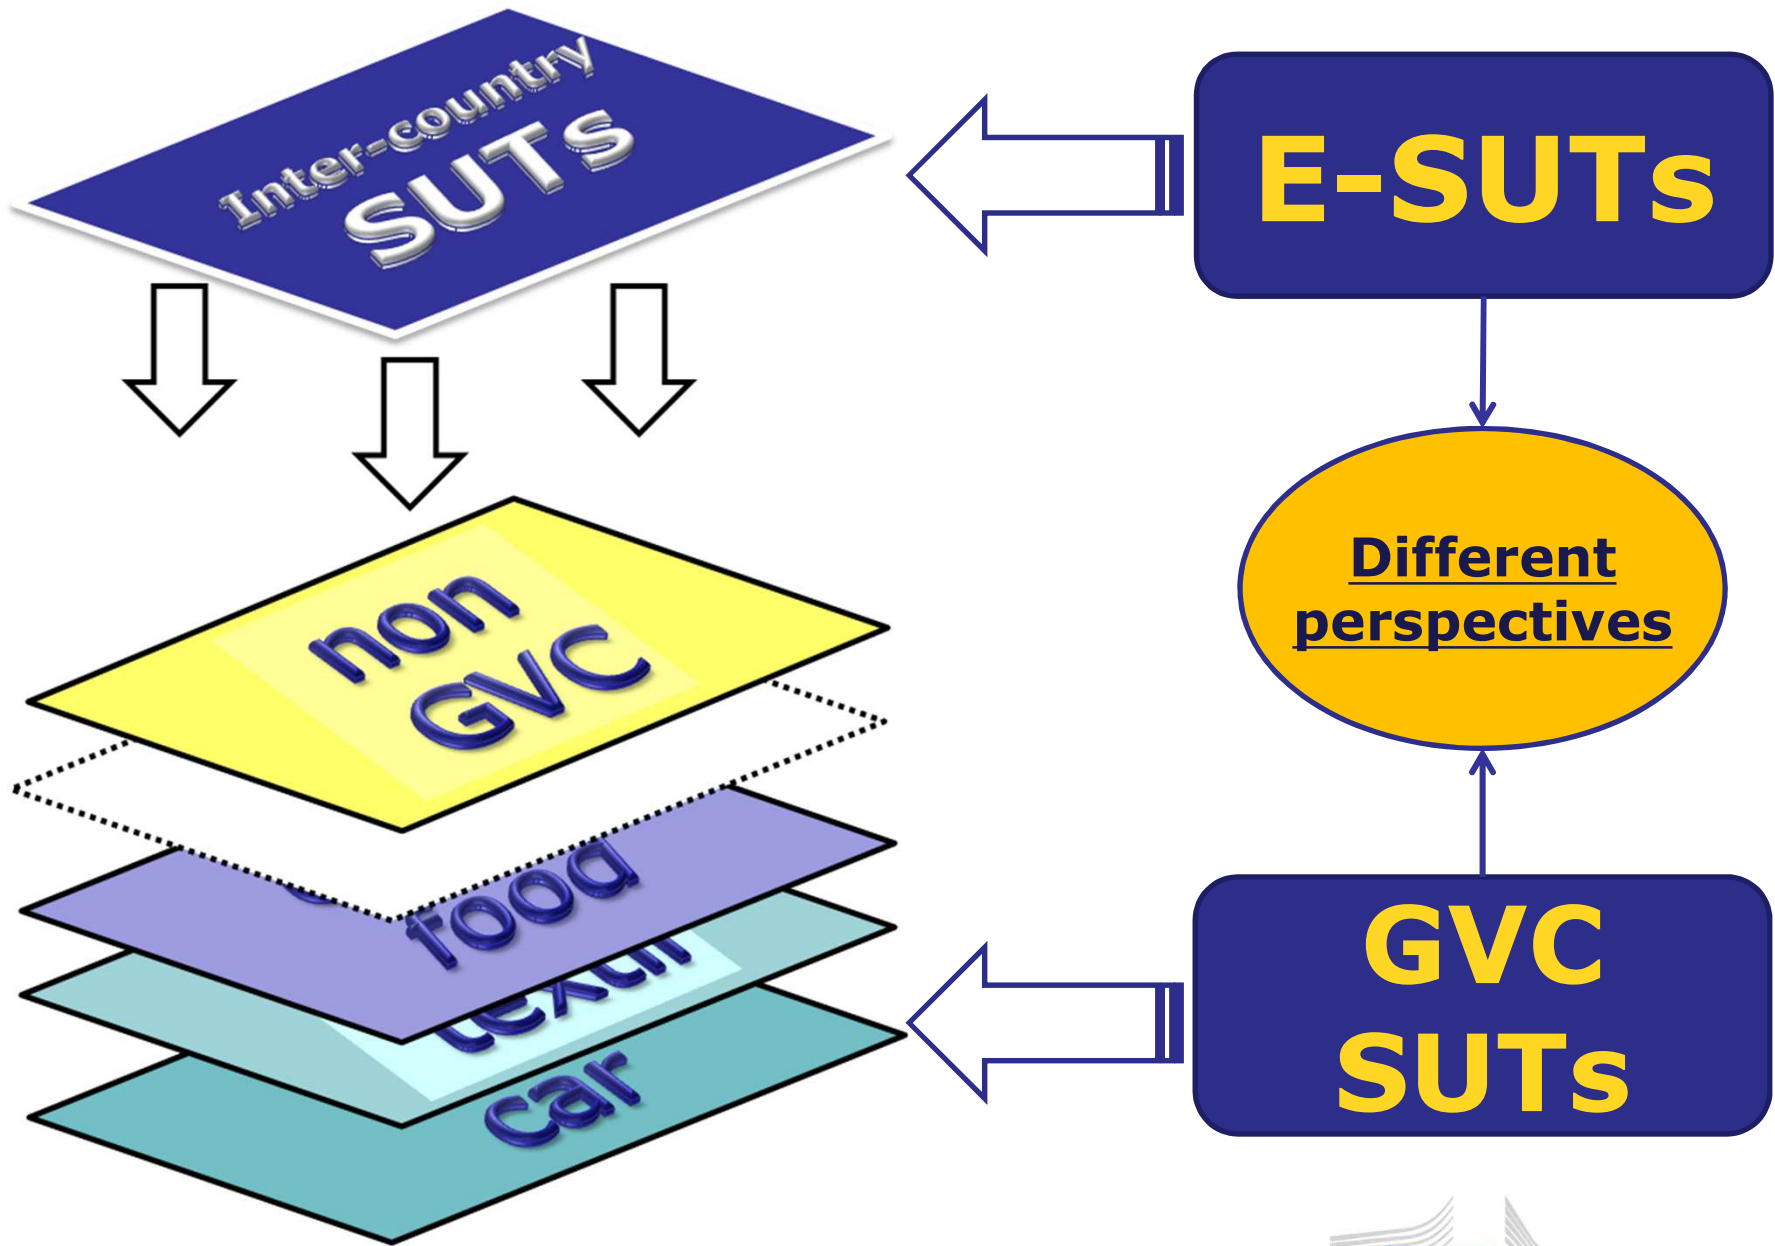 Inter-country
SUTs
E-SUTs
Different
perspectives
non
GVC
food
car
GVC
SUTs